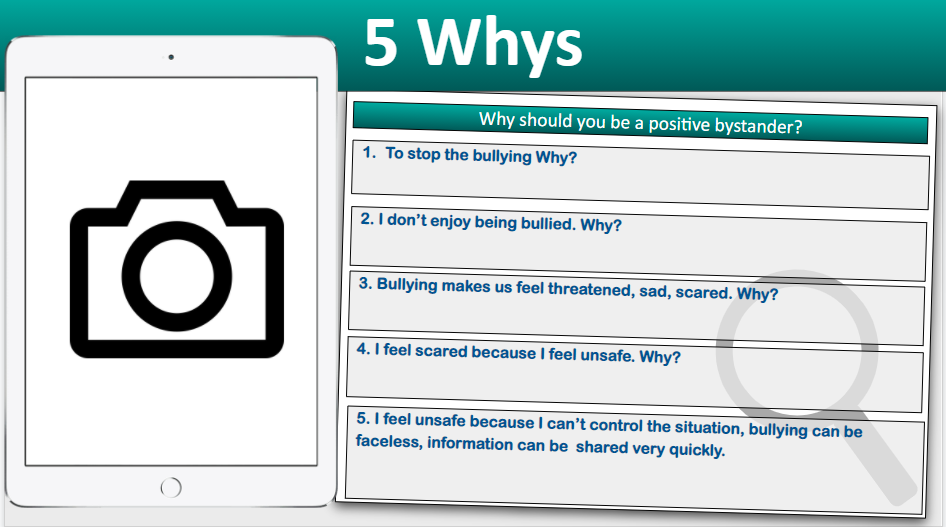 5 Whys
Why should you be a positive bystander?
1. To stop the bullying Why?
2. I don’t enjoy being bullied. Why?
3. Bullying makes us feel threatened, sad, scared. Why?
4. I feel scared because I feel unsafe. Why?
5. I feel unsafe because I can’t control the situation, bullying can be
faceless, information can be  shared very quickly.